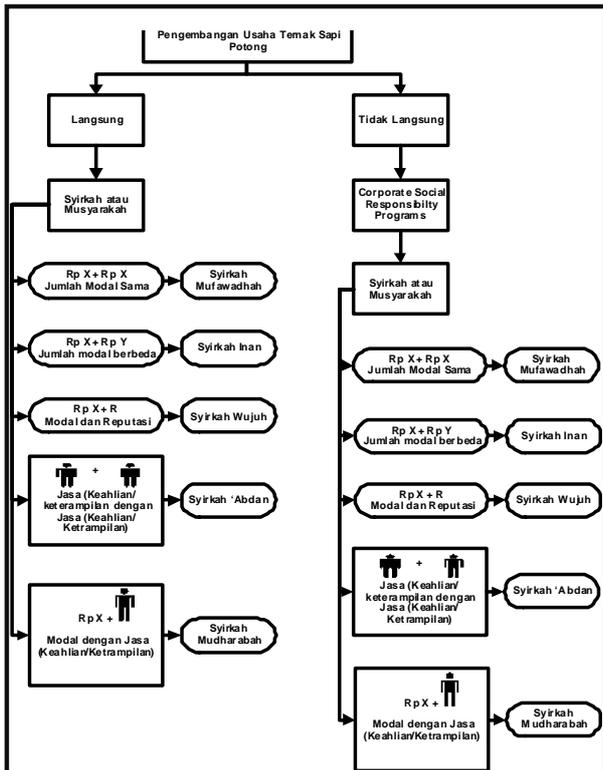 Pengembangan Usaha Ternak Sapi
Potong
Langsung
Syirkah atau
Musyarakah
Rp X + Rp X
Jumlah Modal Sama
Syirkah
Mufawadhah
Rp X + Rp Y
Jumlah modal berbeda
Syirkah Inan
Rp X + R
Modal dan Reputasi
Syirkah Wujuh
+
Jasa (Keahlian/
keterampilan dengan
Jasa (Keahlian/
Ketrampilan)
Syirkah ‘Abdan
Rp X +
Modal dengan Jasa
(Keahlian/Ketrampilan)
Syirkah
Mudharabah
Tidak Langsung
Corporate Social
Responsibilty
Programs
Syirkah atau
Musyarakah
Rp X + Rp X
Jumlah Modal Sama
Syirkah
Mufawadhah
Rp X + Rp Y
Jumlah modal berbeda
Syirkah Inan
Rp X + R
Modal dan Reputasi
Syirkah Wujuh
+
Jasa (Keahlian/
keterampilan dengan
Jasa (Keahlian/
Ketrampilan)
Syirkah ‘Abdan
Rp X +
Modal dengan Jasa
(Keahlian/Ketrampilan)
Syirkah
Mudharabah